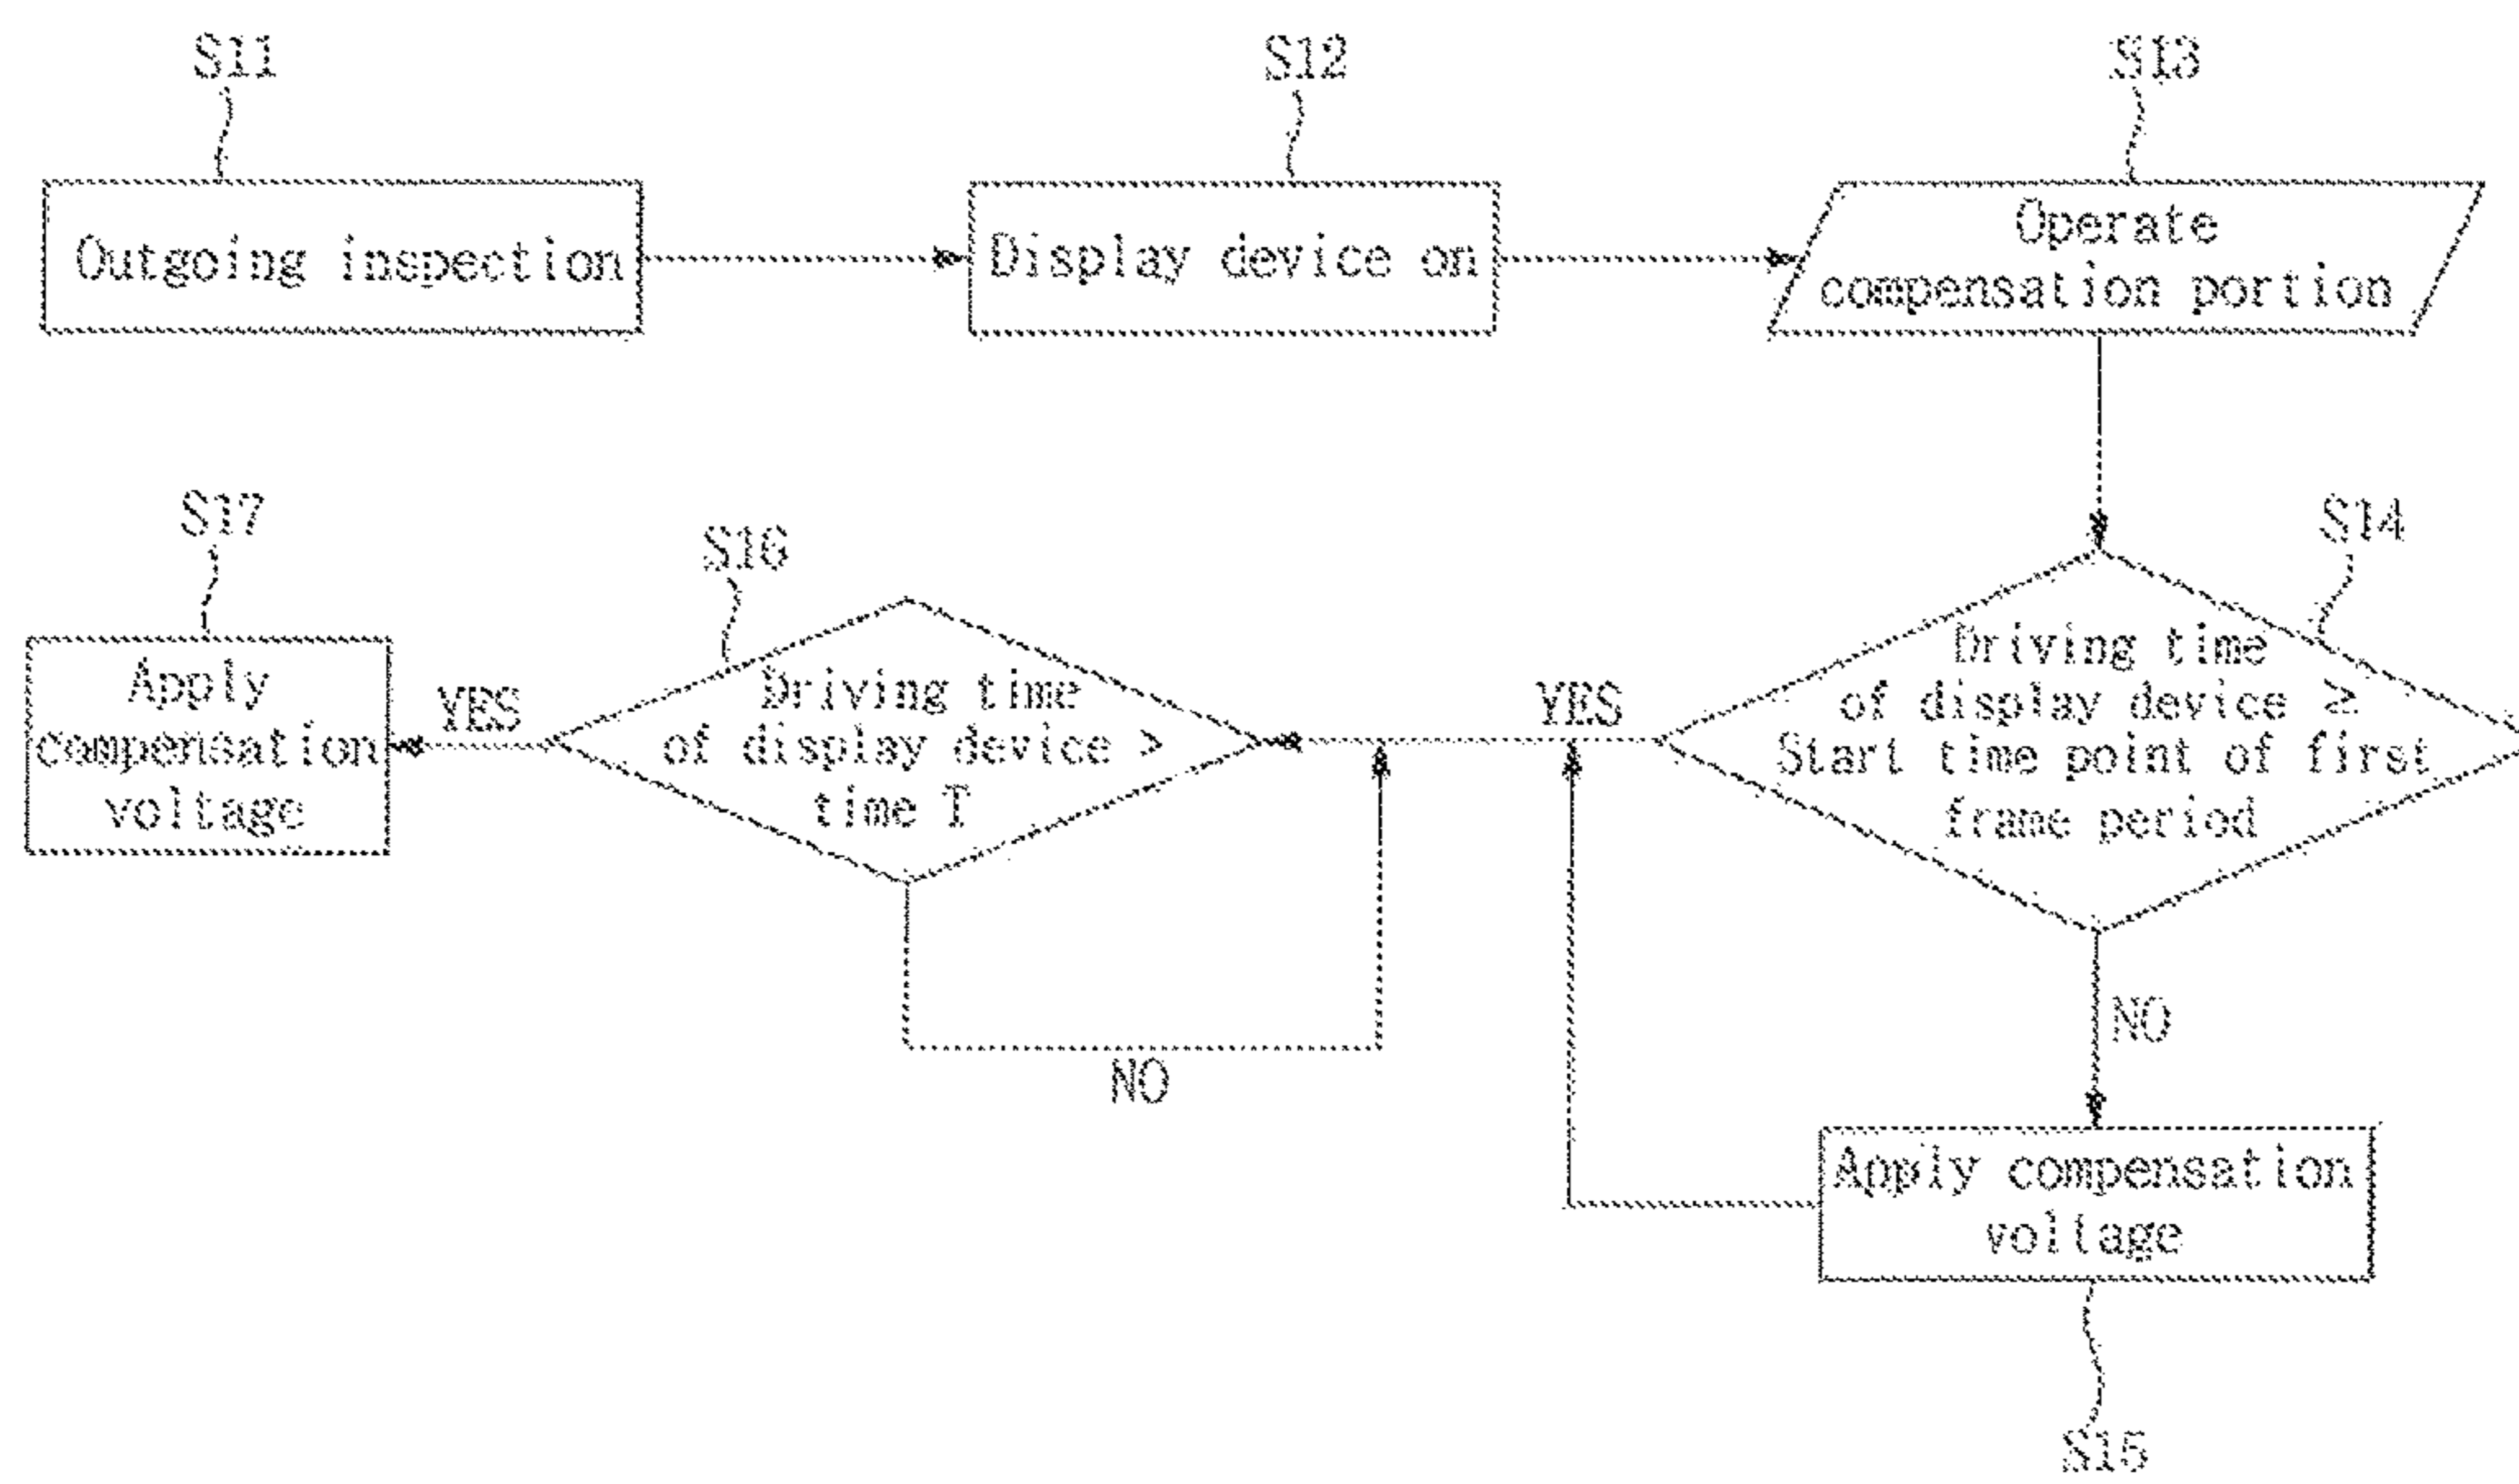 S11
S12
S13
Outgoing inspection
Display device on
Operate
compensation portion
S14
Driving time
of display device ≥
Start time point of first
frame period
YES
NO
Apply compensation
voltage
S15
S16
Driving time
of display device >
time T
NO
YES
S17
Apply
compensation
voltage